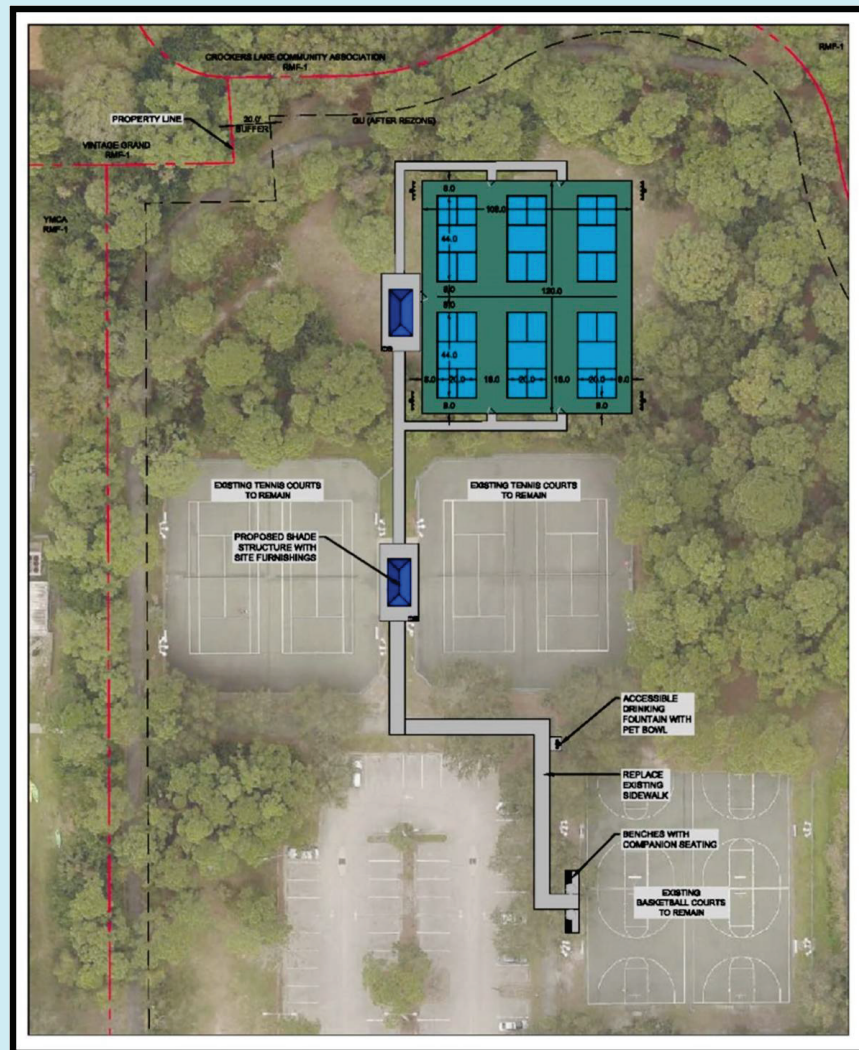 CROCKERS LAKE COMMUNITY ASSOCIATION
RMF-1
RMF-1
PROPERTY LINE
20.0'
BUFFER
GU (AFTER REZONE)
VINTAGE GRAND
RMF-1
YMCA
RMF-1
8.0
108.0
44.0
8.0
120.0
8.0
44.0
8.0
20.0
18.0
20.0
18.0
20.0
8.0
8.0
8.0
EXISTING TENNIS COURTS
TO REMAIN
EXISTING TENNIS COURTS
TO REMAIN
PROPOSED SHADE
STRUCTURE WITH
SITE FURNISHINGS
ACCESSIBLE
DRINKING
FOUNTAIN WITH
PET BOWL
REPLACE
EXISTING
SIDEWALK
BENCHES WITH
COMPANION SEATING
EXISTING
BASKETBALL COURTS
TO REMAIN